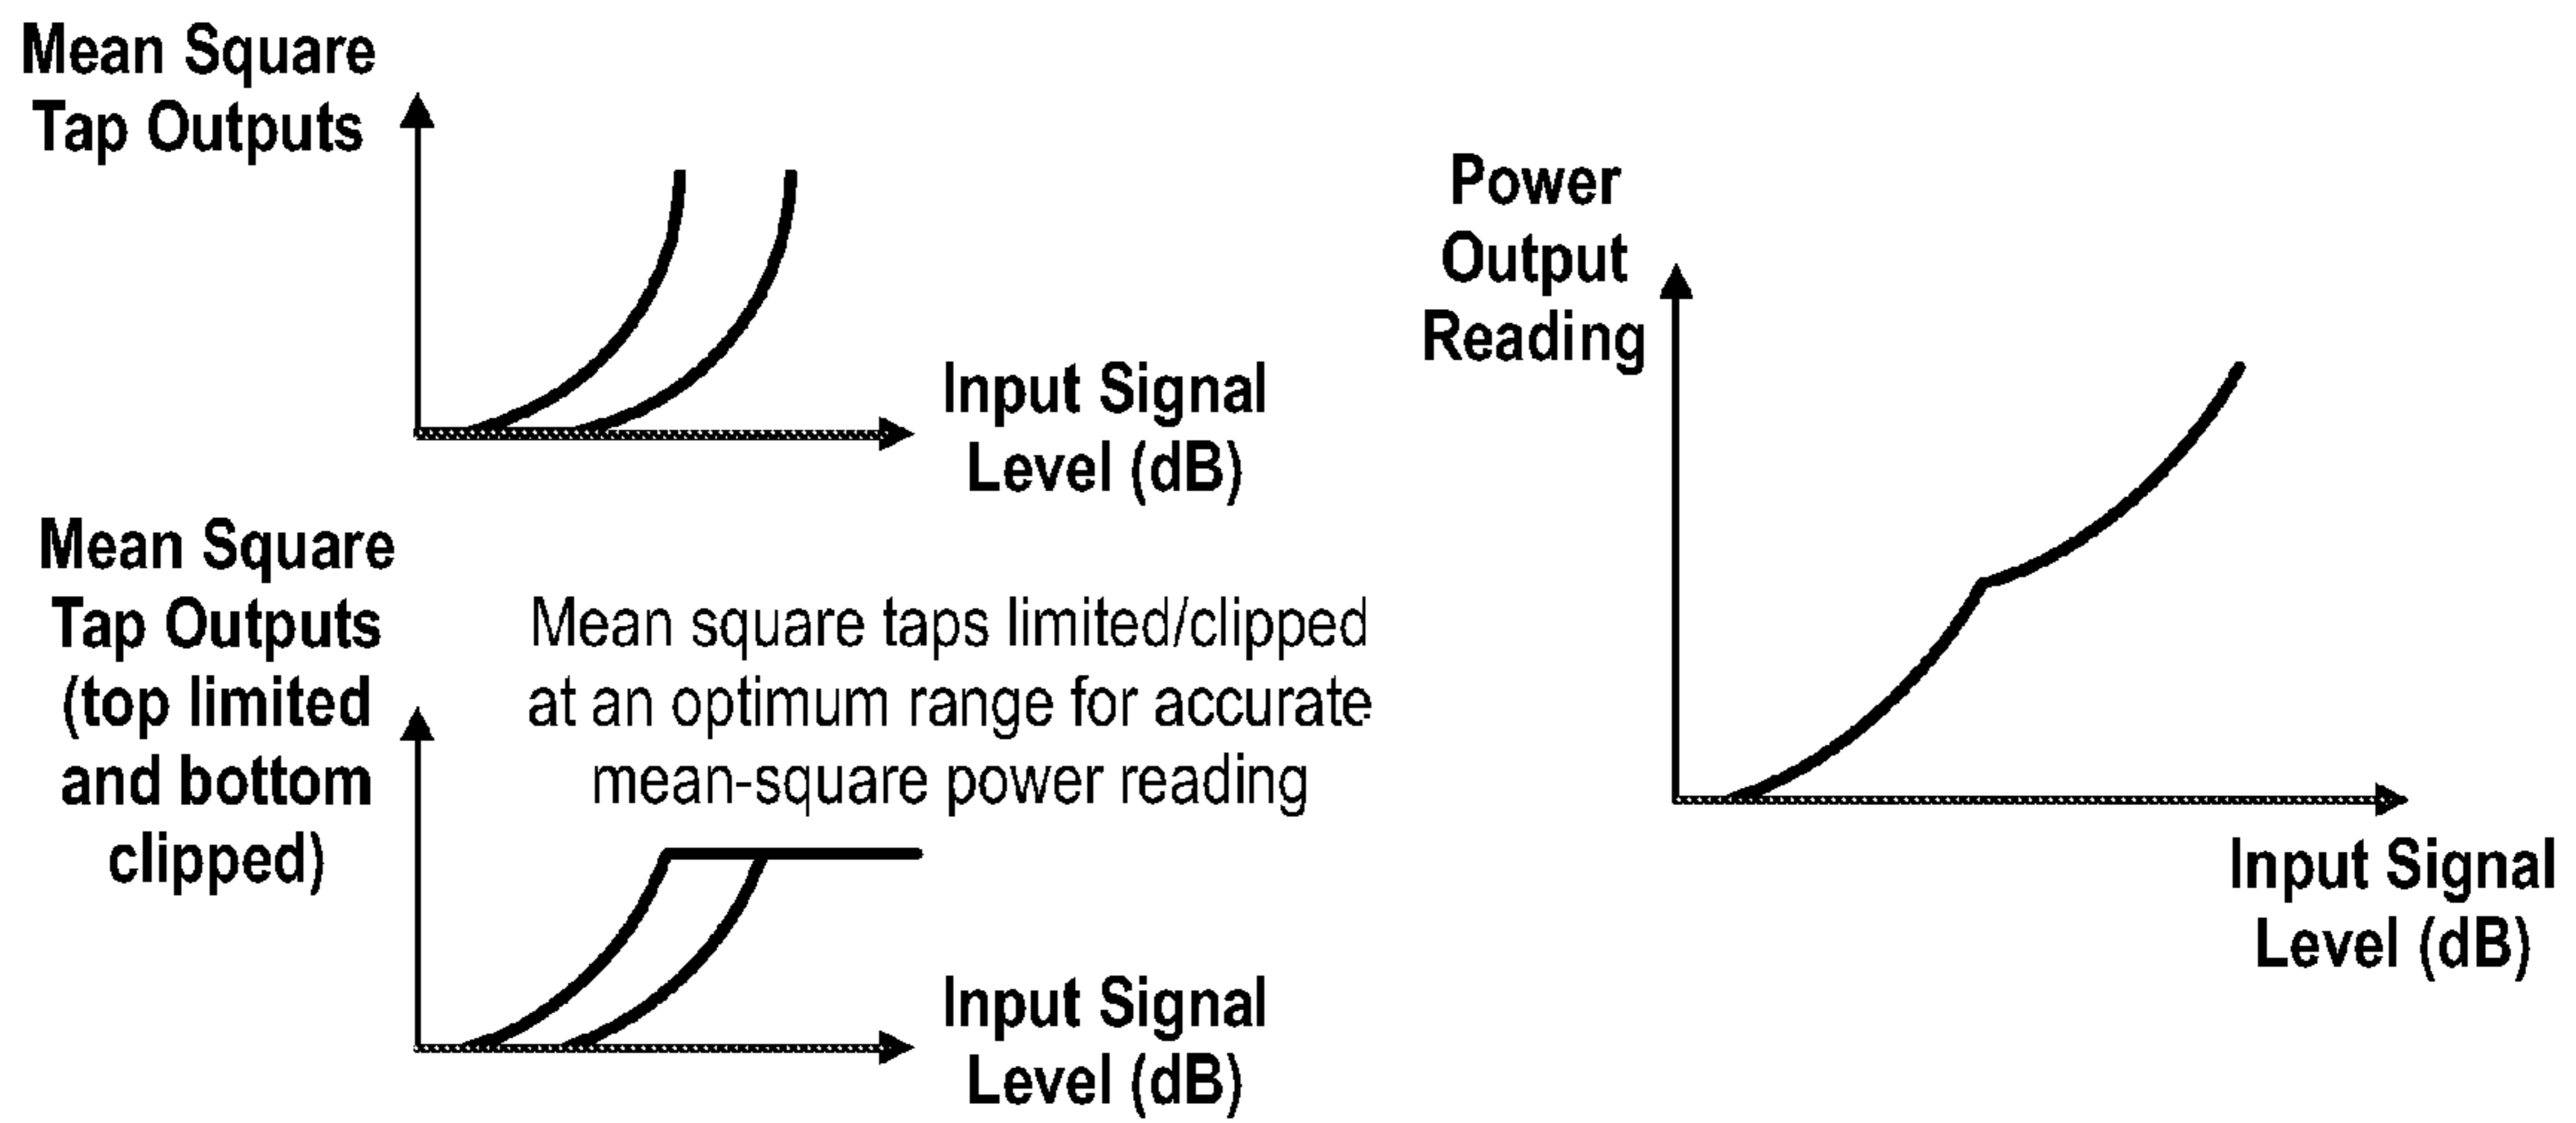 Mean Square
Tap Outputs
Input Signal
Level (dB)
Mean Square
Tap Outputs
(top limited
and bottom
clipped)
Mean square taps limited/clipped
at an optimum range for accurate
mean-square power reading
Input Signal
Level (dB)
Power
Output
Reading
Input Signal
Level (dB)